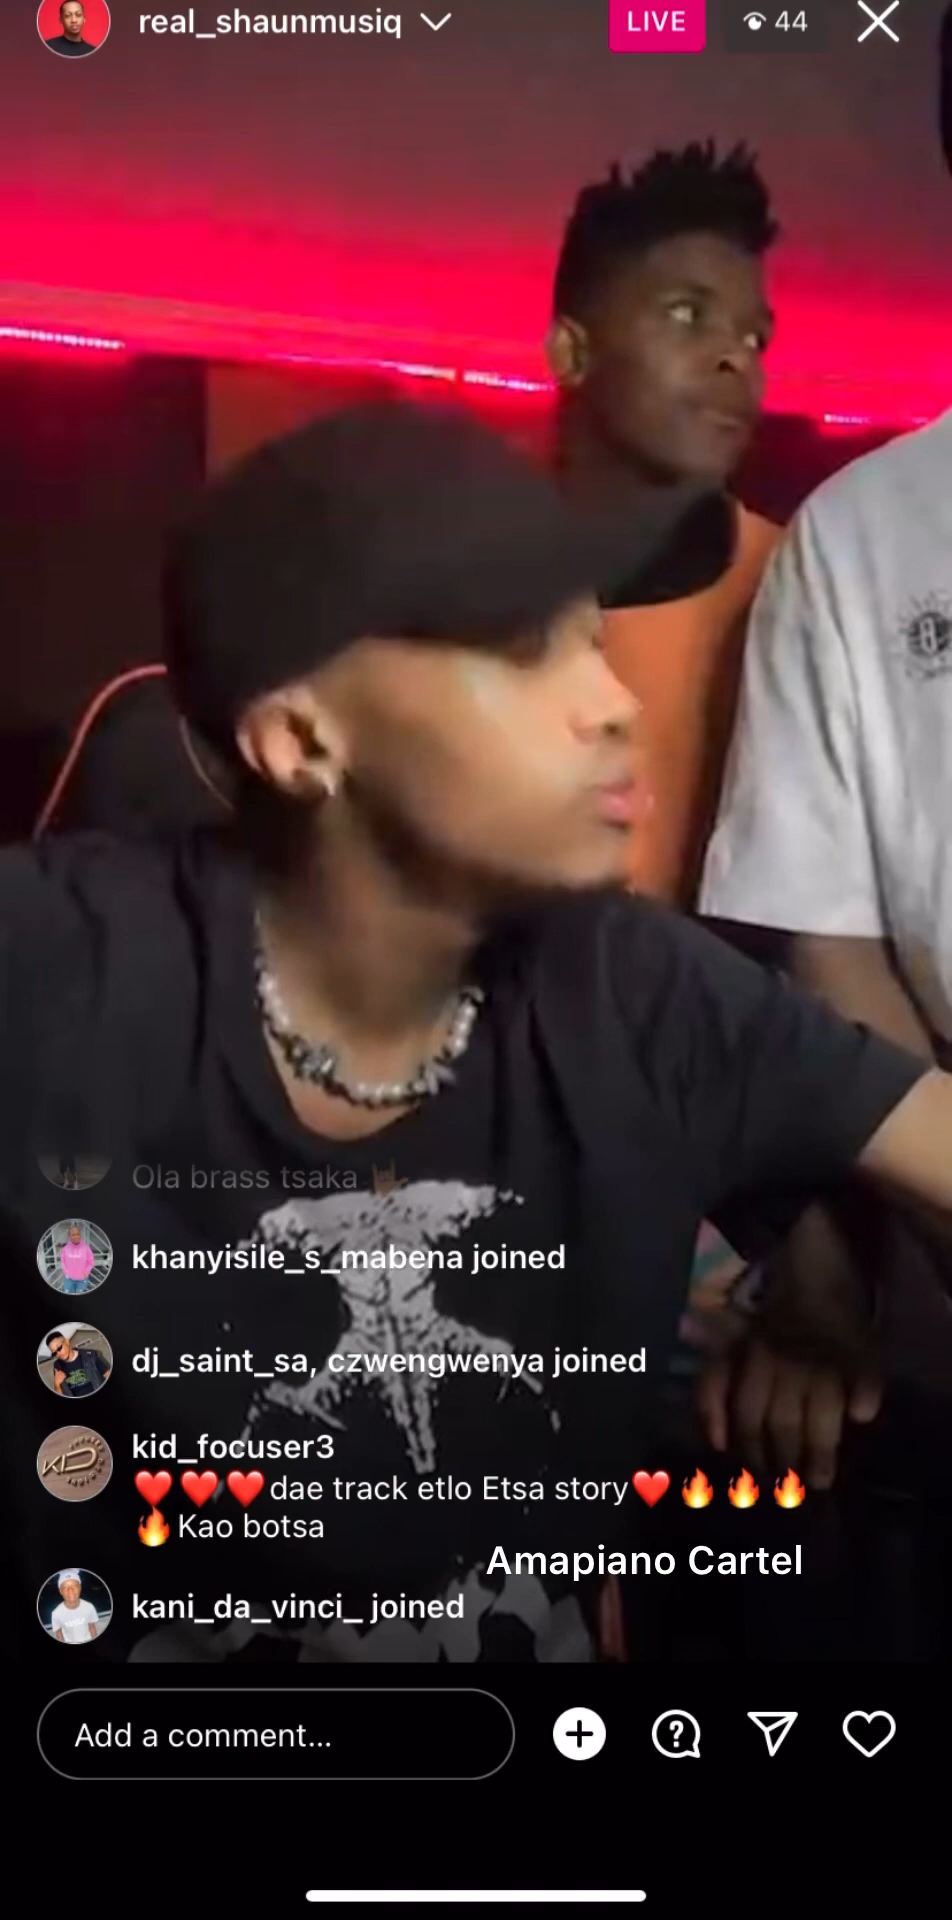 real_shaunmusiq
LIVE
44
Ola brass tsaka 🤘🏾
khanyisile_s_mabena joined
dj_saint_sa, czwengwenya joined
kid_focuser3
❤️❤️❤️dae track etlo Etsa story❤️🔥🔥🔥
🔥Kao botsa
Amapiano Cartel
kani_da_vinci_ joined
Add a comment...